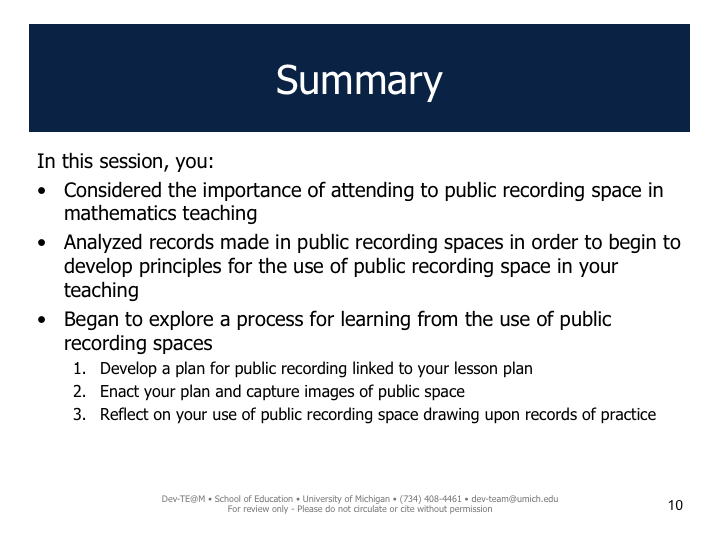 Summary
In this session, you:
• Considered the importance of attending to public recording space in
mathematics teaching
• Analyzed records made in public recording spaces in order to begin to
develop principles for the use of public recording space in your
teaching
• Began to explore a process for learning from the use of public
recording spaces
1. Develop a plan for public recording linked to your lesson plan
2. Enact your plan and capture images of public space
3. Reflect on your use of public recording space drawing upon records of practice
Dev-TE@M • School of Education • University of Michigan • (734) 408-4461 • dev-team@umich.edu
For review only - Please do not circulate or cite without permission
10